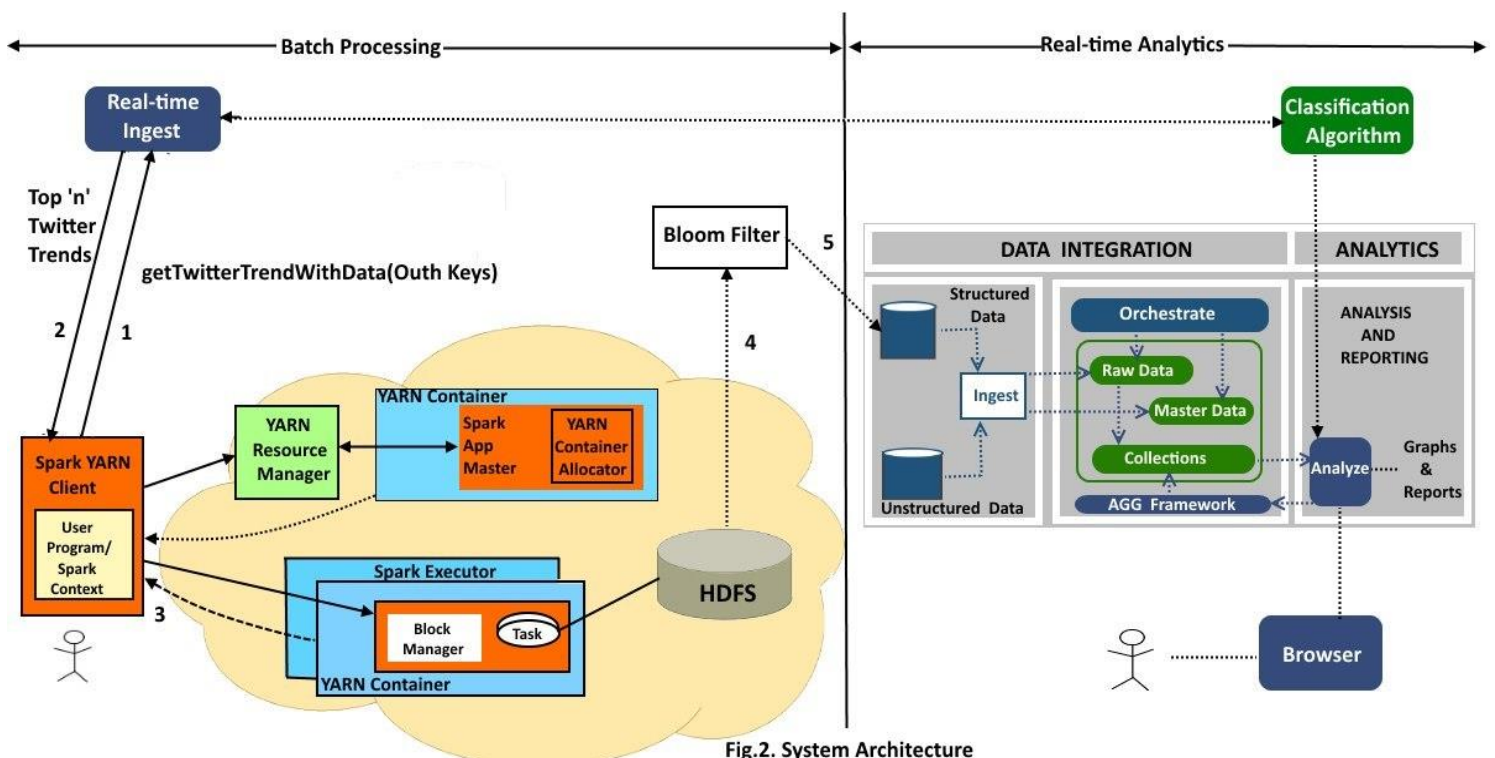 Batch Processing
Real-time Analytics
Real-time
Ingest
Classification
Algorithm
Top 'n'
Twitter
Trends
getTwitterTrendWithData(Outh Keys)
2
1
Bloom Filter
5
4
DATA INTEGRATION
ANALYTICS
Structured
Data
Ingest
Unstructured Data
Orchestrate
Raw Data
Master Data
Collections
AGG Framework
ANALYSIS
AND
REPORTING
Analyze
Graphs
&
Reports
Spark YARN
Client
User
Program/
Spark
Context
3
YARN
Resource
Manager
YARN Container
Spark
App
Master
YARN
Container
Allocator
Spark Executor
Block
Manager
Task
YARN Container
HDFS
Browser
Fig.2. System Architecture